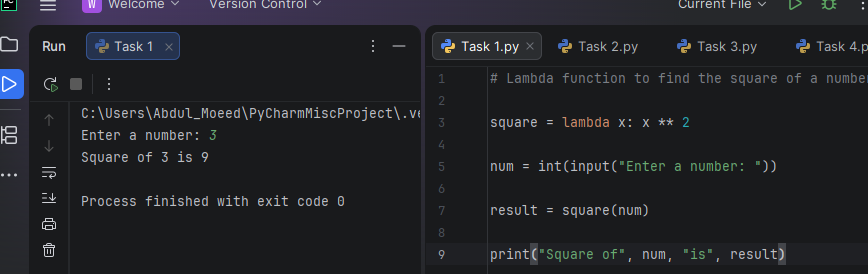 PC W Welcome Version Control Current File
Run Task 1
C:\Users\Abdul_Moeed\PyCharmMiscProject\.ve
Enter a number: 3
Square of 3 is 9
Process finished with exit code 0
Task 1.py Task 2.py Task 3.py Task 4.p
1 # Lambda function to find the square of a number
2
3 square = lambda x: x ** 2
4
5 num = int(input("Enter a number: "))
6
7 result = square(num)
8
9 print("Square of", num, "is", result)